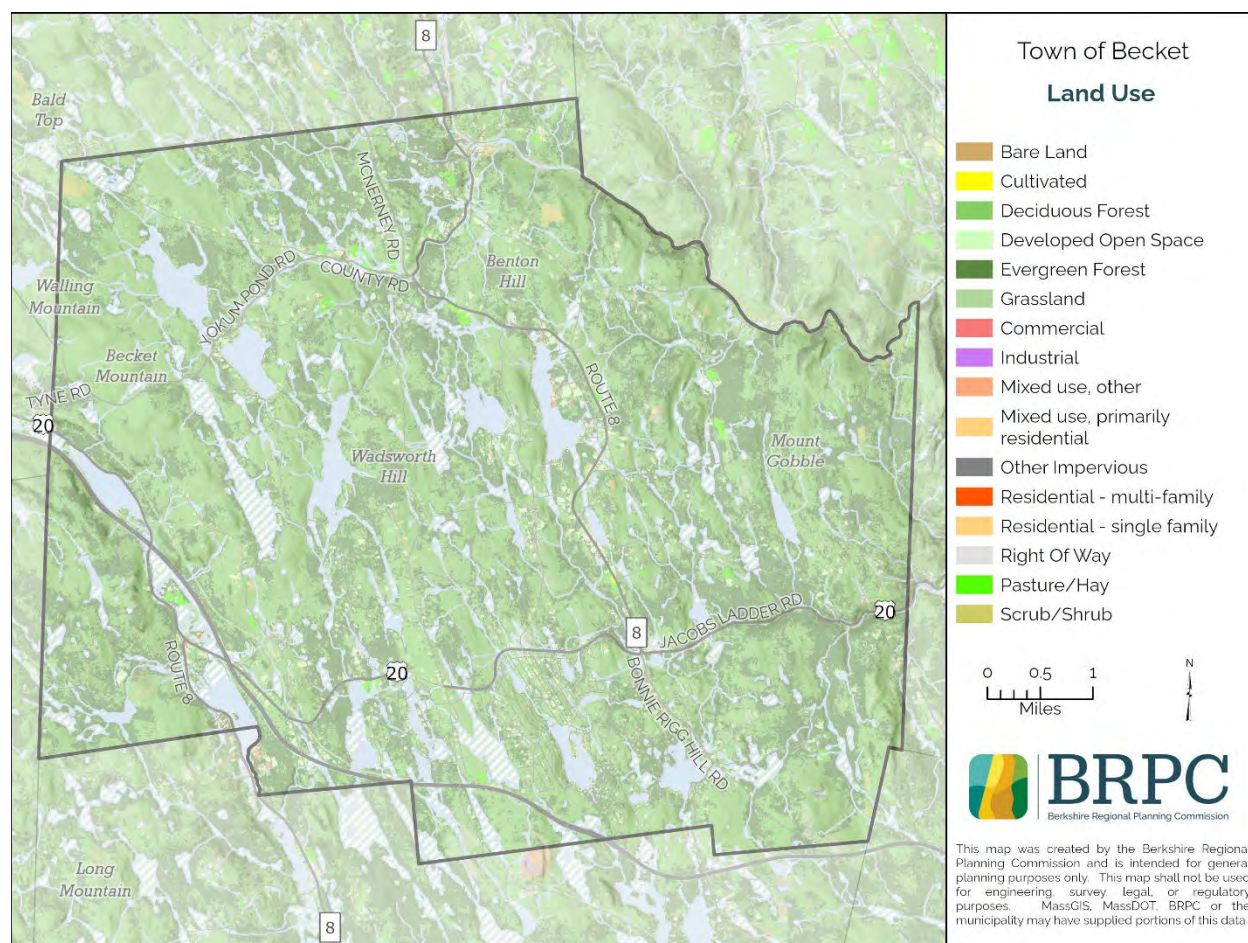 8
Bald
Top
MCNERNEY RD
Benton
Hill
COUNTY RD
YOKUM POND RD
Walling
Mountain
Becket
Mountain
TYNE RD
20
ROUTE 8
Wadsworth
Hill
Mount
Gobble
20
JACOBS LADDER RD
8
ROUTE 8
20
BONNIE RIGG HILL RD
Long
Mountain
8
Town of Becket
Land Use
Bare Land
Cultivated
Deciduous Forest
Developed Open Space
Evergreen Forest
Grassland
Commercial
Industrial
Mixed use, other
Mixed use, primarily
residential
Other Impervious
Residential - multi-family
Residential - single family
Right Of Way
Pasture/Hay
Scrub/Shrub
0 0.5 1
Miles
N
BRPC
Berkshire Regional Planning Commission
This map was created by the Berkshire Regional
Planning Commission and is intended for general
planning purposes only. This map shall not be used
for engineering, survey, legal, or regulatory
purposes. MassGIS, MassDOT, BRPC or the
municipality may have supplied portions of this data.